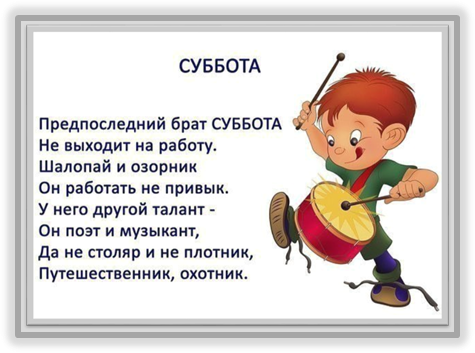 СУББОТА
Предпоследний брат СУББОТА
Не выходит на работу.
Шалопай и озорник
Он работать не привык.
У него другой талант -
Он поэт и музыкант,
Да не столяр и не плотник,
Путешественник, охотник.